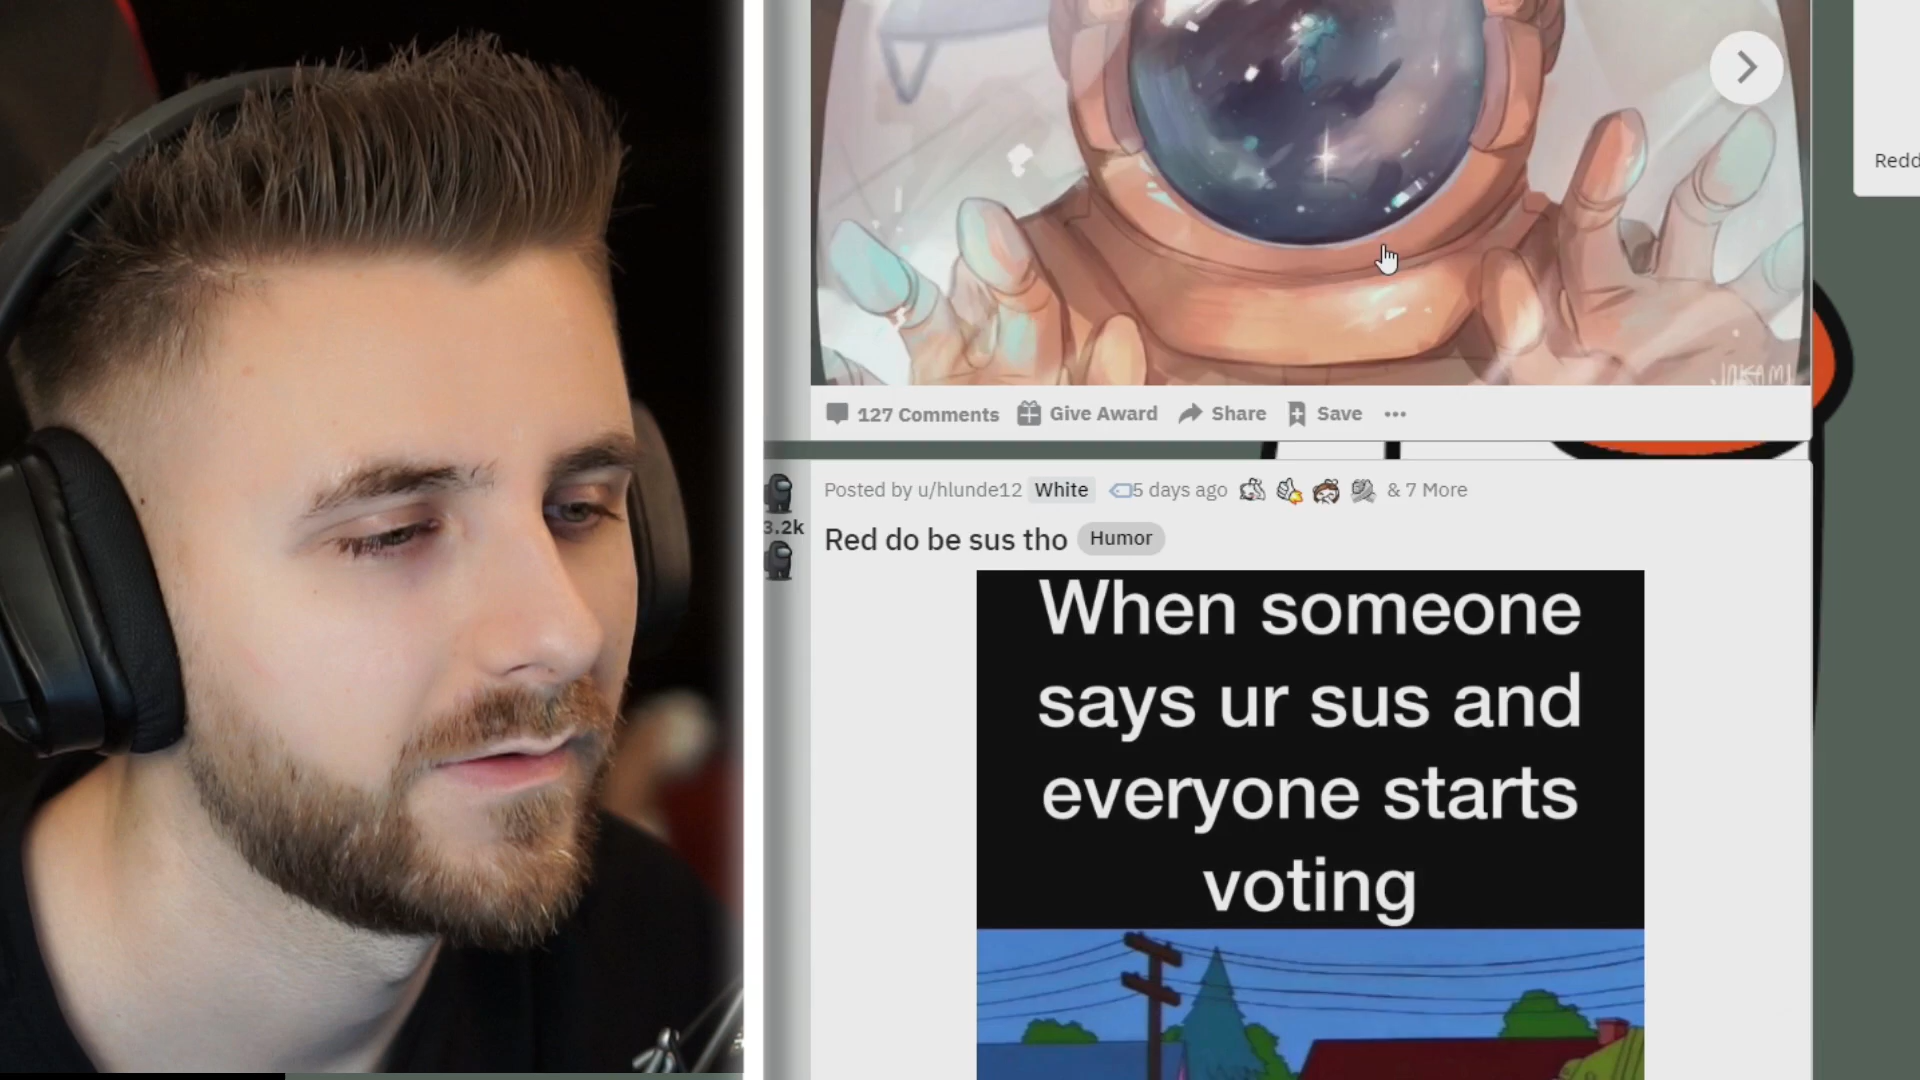 Redd
JAKAMI
127 Comments Give Award Share Save
Posted by u/hlunde12 White 5 days ago & 7 More
3.2k
Red do be sus tho Humor
When someone
says ur sus and
everyone starts
voting